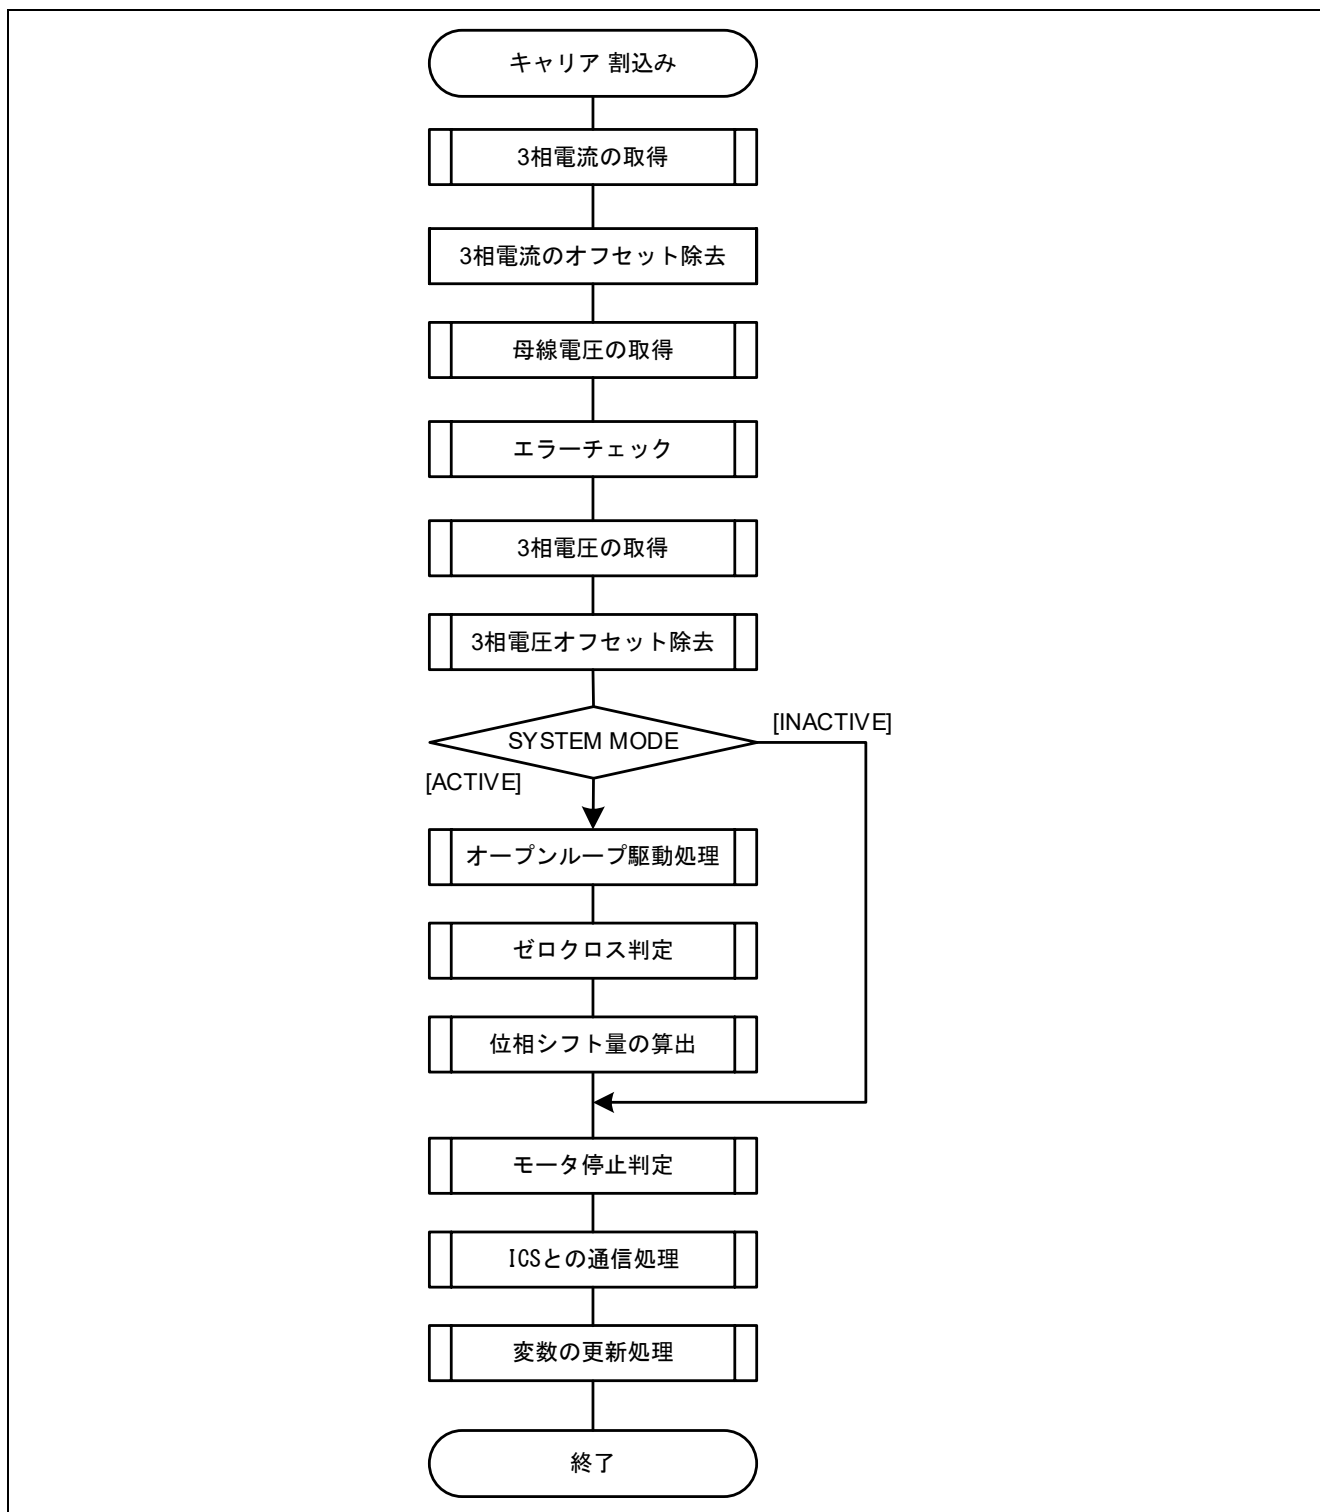 キャリア 割込み
3相電流の取得
3相電流のオフセット除去
母線電圧の取得
エラーチェック
3相電圧の取得
3相電圧オフセット除去
[INACTIVE]
SYSTEM MODE
[ACTIVE]
オープンループ駆動処理
ゼロクロス判定
位相シフト量の算出
モータ停止判定
ICSとの通信処理
変数の更新処理
終了